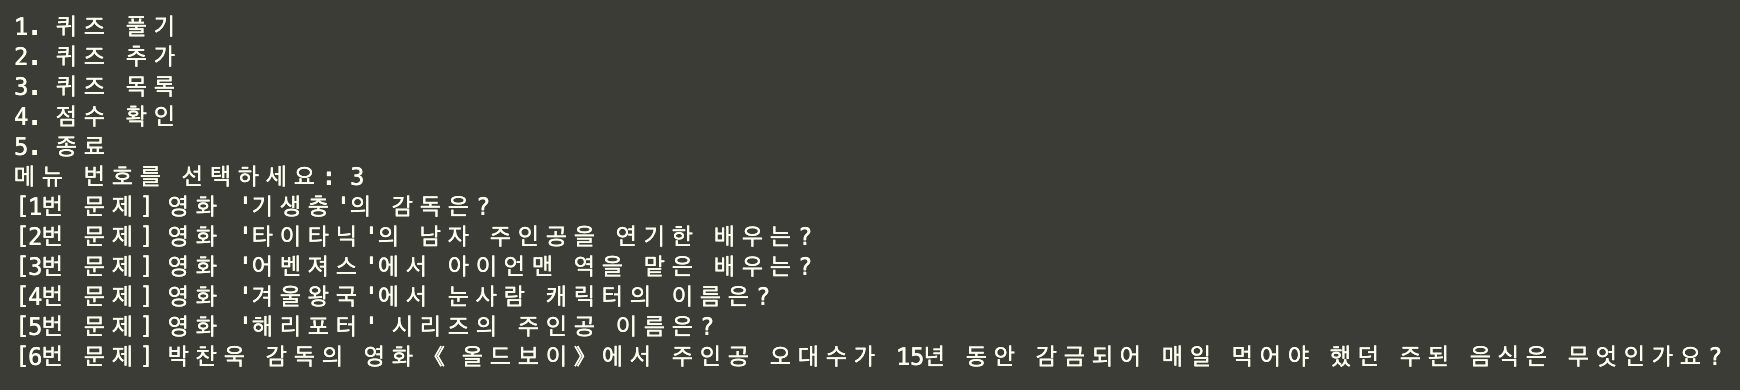 1. 퀴즈 풀기
2. 퀴즈 추가
3. 퀴즈 목록
4. 점수 확인
5. 종료
메뉴 번호를 선택하세요: 3
[1번 문제] 영화 '기생충'의 감독은?
[2번 문제] 영화 '타이타닉'의 남자 주인공을 연기한 배우는?
[3번 문제] 영화 '어벤져스'에서 아이언맨 역을 맡은 배우는?
[4번 문제] 영화 '겨울왕국'에서 눈사람 캐릭터의 이름은?
[5번 문제] 영화 '해리포터' 시리즈의 주인공 이름은?
[6번 문제] 박찬욱 감독의 영화 《올드보이》에서 주인공 오대수가 15년 동안 감금되어 매일 먹어야 했던 주된 음식은 무엇인가요?